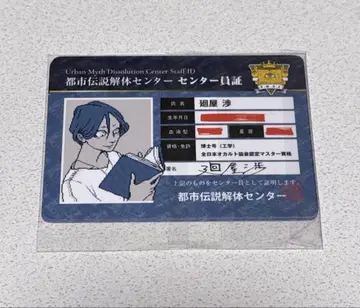 Urban Myth Dissolution Center Staff ID
都市伝説解体センター センター員証
氏名 廻屋 渉
生年月日
血液型 星座
資格・免許 博士号（工学）
全日本オカルト協会認定マスター資格
署名 廻屋渉
上記のものをセンター員として証明します。
都市伝説解体センター